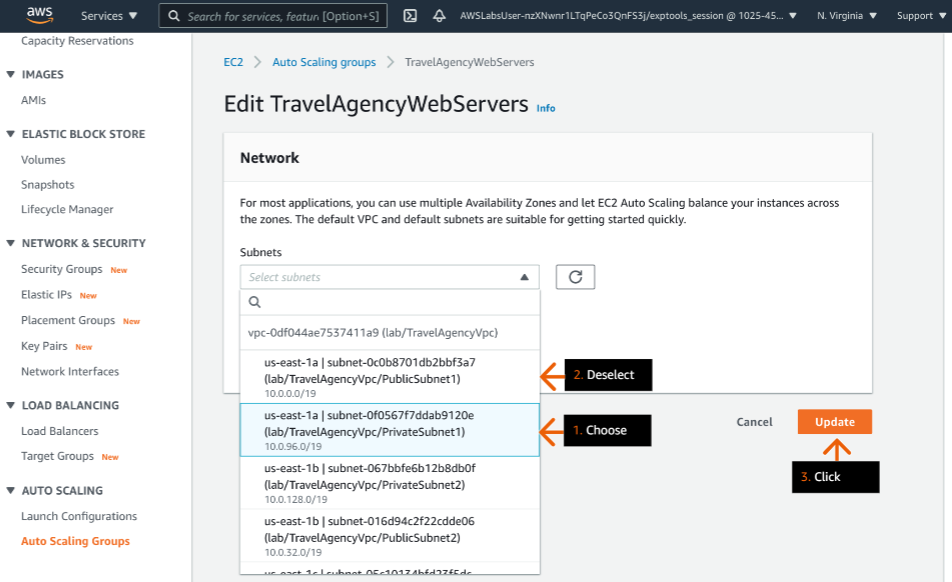 aws
Services ▼
Search for services, featur [Option+S]
AWSLabsUser-nzXNwnr1LTqPeCo3QnFS3j/exptools_session @ 1025-45... ▼
N. Virginia ▼
Support ▼
Capacity Reservations
▼ IMAGES
AMIs
▼ ELASTIC BLOCK STORE
Volumes
Snapshots
Lifecycle Manager
▼ NETWORK & SECURITY
Security Groups New
Elastic IPs New
Placement Groups New
Key Pairs New
Network Interfaces
▼ LOAD BALANCING
Load Balancers
Target Groups New
▼ AUTO SCALING
Launch Configurations
Auto Scaling Groups
EC2 > Auto Scaling groups > TravelAgencyWebServers
Edit TravelAgencyWebServers Info
Network
For most applications, you can use multiple Availability Zones and let EC2 Auto Scaling balance your instances across
the zones. The default VPC and default subnets are suitable for getting started quickly.
Subnets
Select subnets
vpc-0df044ae7537411a9 (lab/TravelAgencyVpc)
us-east-1a | subnet-0c0b8701db2bbf3a7
(lab/TravelAgencyVpc/PublicSubnet1)
10.0.0.0/19
2. Deselect
us-east-1a | subnet-0f0567f7ddab9120e
(lab/TravelAgencyVpc/PrivateSubnet1)
10.0.96.0/19
1. Choose
us-east-1b | subnet-067bbfe6b12b8db0f
(lab/TravelAgencyVpc/PrivateSubnet2)
10.0.128.0/19
us-east-1b | subnet-016d94c2f22cdde06
(lab/TravelAgencyVpc/PublicSubnet2)
10.0.32.0/19
Cancel
Update
3. Click